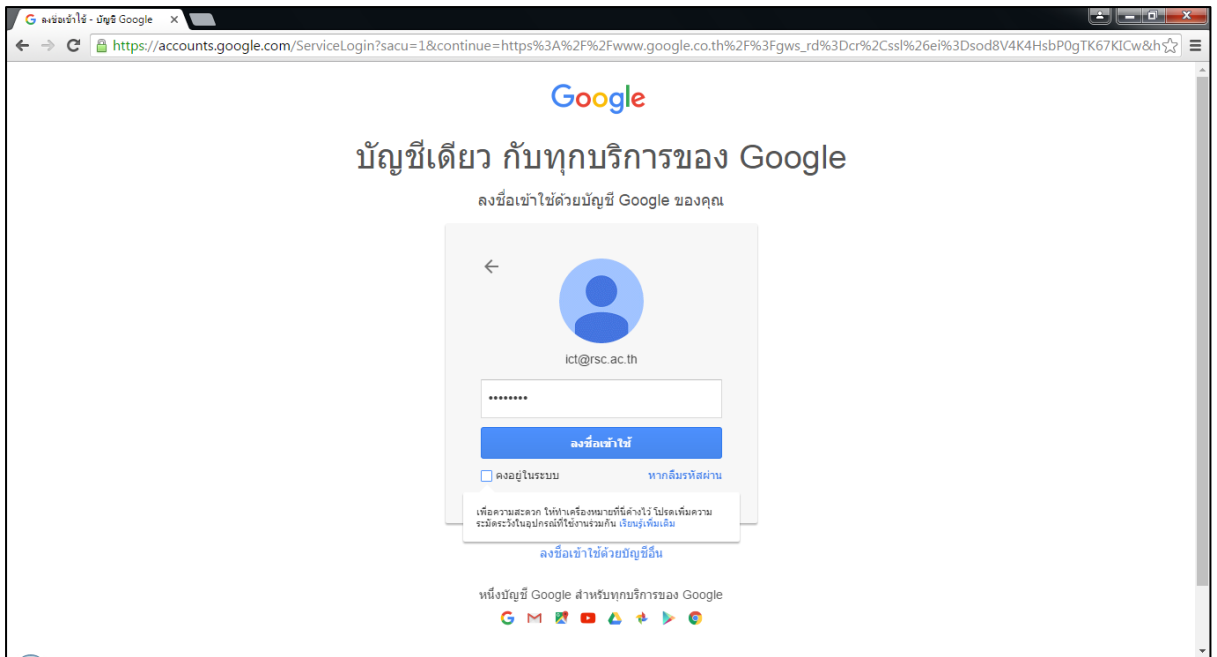 ลงชื่อเข้าใช้ - บัญชี Google
https://accounts.google.com/ServiceLogin?sacu=1&continue=https%3A%2F%2Fwww.google.co.th%2F%3Fgws_rd%3Dcr%2Cssl%26ei%3Dsod8V4K4HsbP0gTK67KICw&h
Google
บัญชีเดียว กับทุกบริการของ Google
ลงชื่อเข้าใช้ด้วยบัญชี Google ของคุณ
ict@rsc.ac.th
••••••••
ลงชื่อเข้าใช้
คงอยู่ในระบบ หากลืมรหัสผ่าน
เพื่อความสะดวก ให้ทำเครื่องหมายที่นี่ค้างไว้ โปรดเพิ่มความ
ระมัดระวังในอุปกรณ์ที่ใช้งานร่วมกัน เรียนรู้เพิ่มเติม
ลงชื่อเข้าใช้ด้วยบัญชีอื่น
หนึ่งบัญชี Google สำหรับทุกบริการของ Google